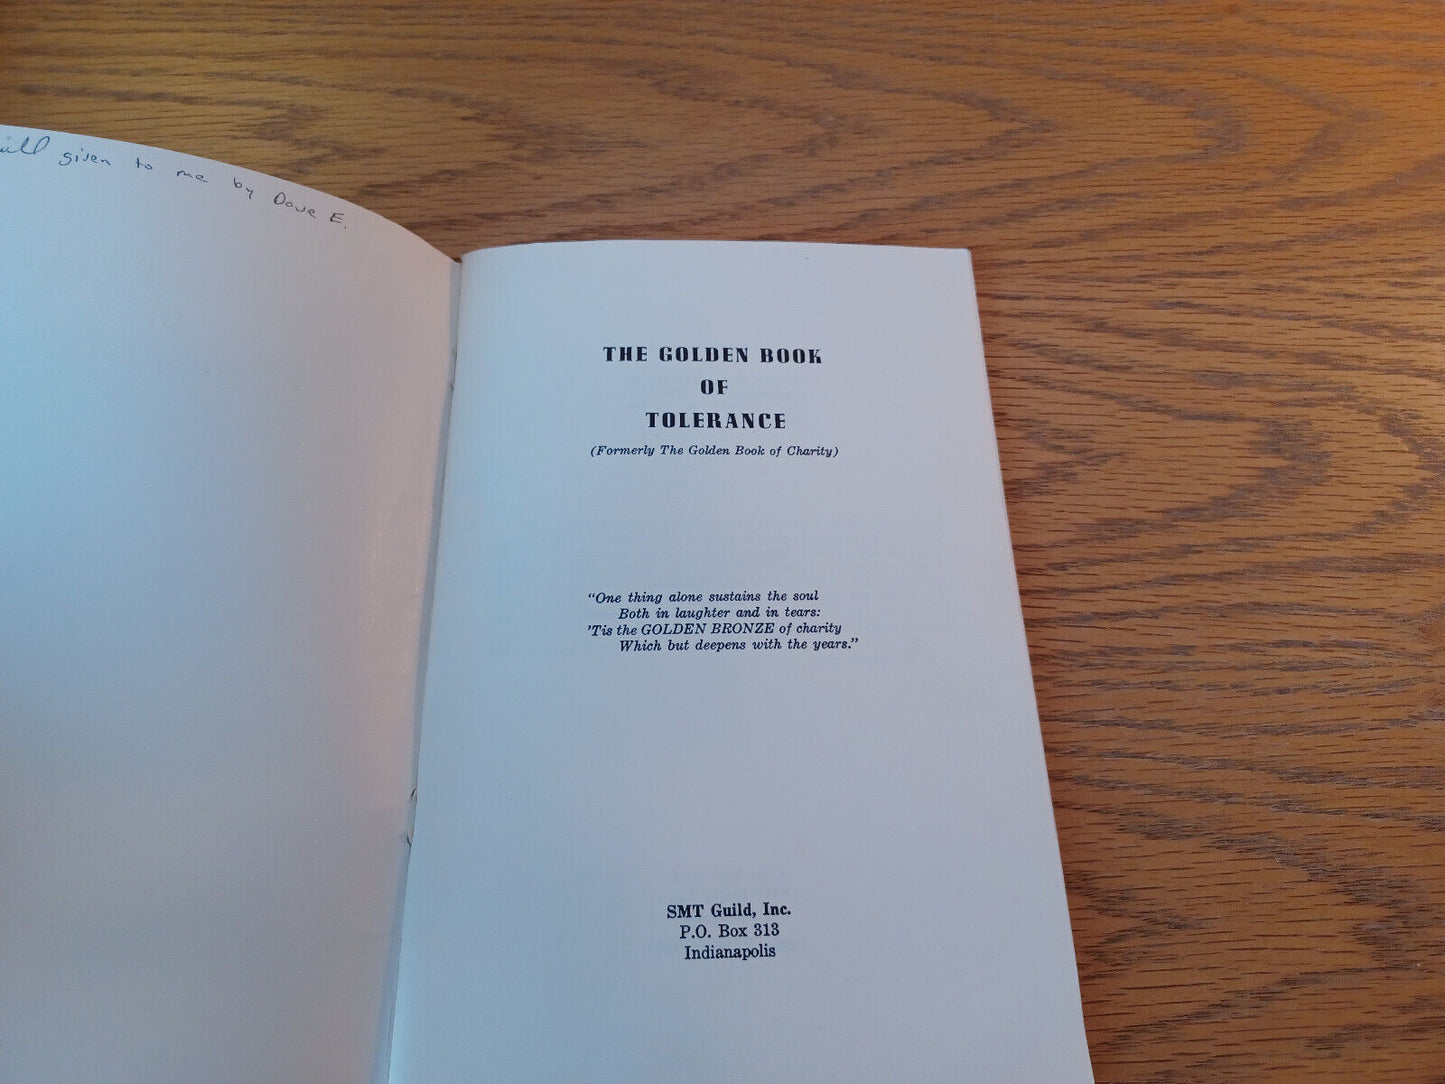 given to me by Dave E.
THE GOLDEN BOOK
OF
TOLERANCE
(Formerly The Golden Book of Charity)
"One thing alone sustains the soul
Both in laughter and in tears:
'Tis the GOLDEN BRONZE of charity
Which but deepens with the years."
SMT Guild, Inc.
P.O. Box 313
Indianapolis